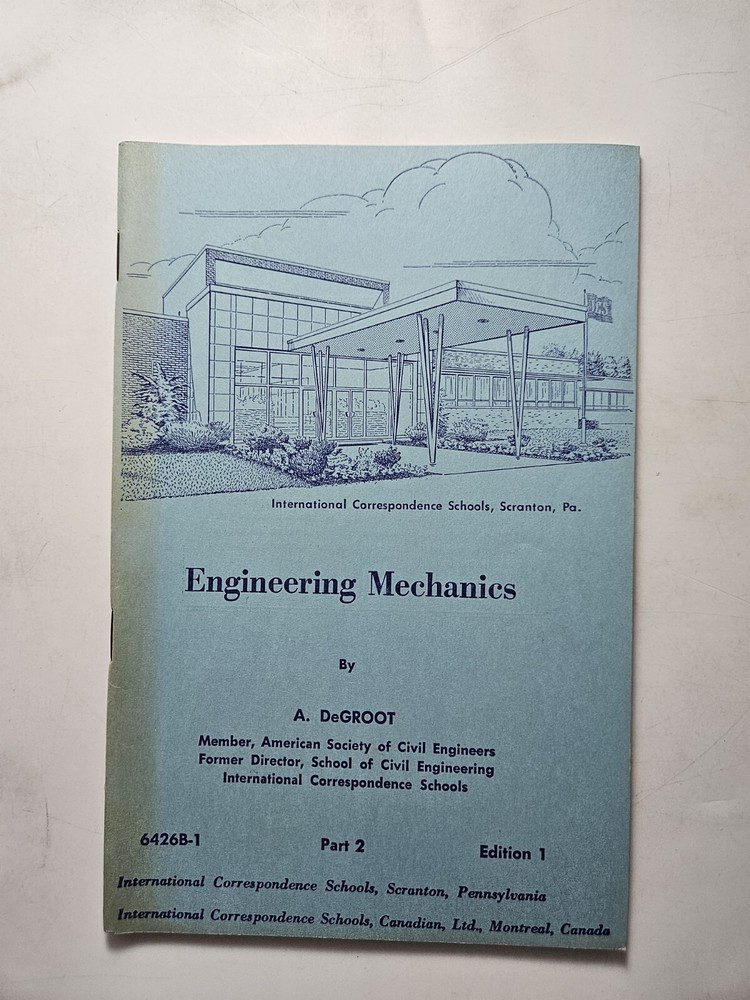 ICS
International Correspondence Schools, Scranton, Pa.
Engineering Mechanics
By
A. DeGROOT
Member, American Society of Civil Engineers
Former Director, School of Civil Engineering
International Correspondence Schools
6426B-1 Part 2 Edition 1
International Correspondence Schools, Scranton, Pennsylvania
International Correspondence Schools, Canadian, Ltd., Montreal, Canada